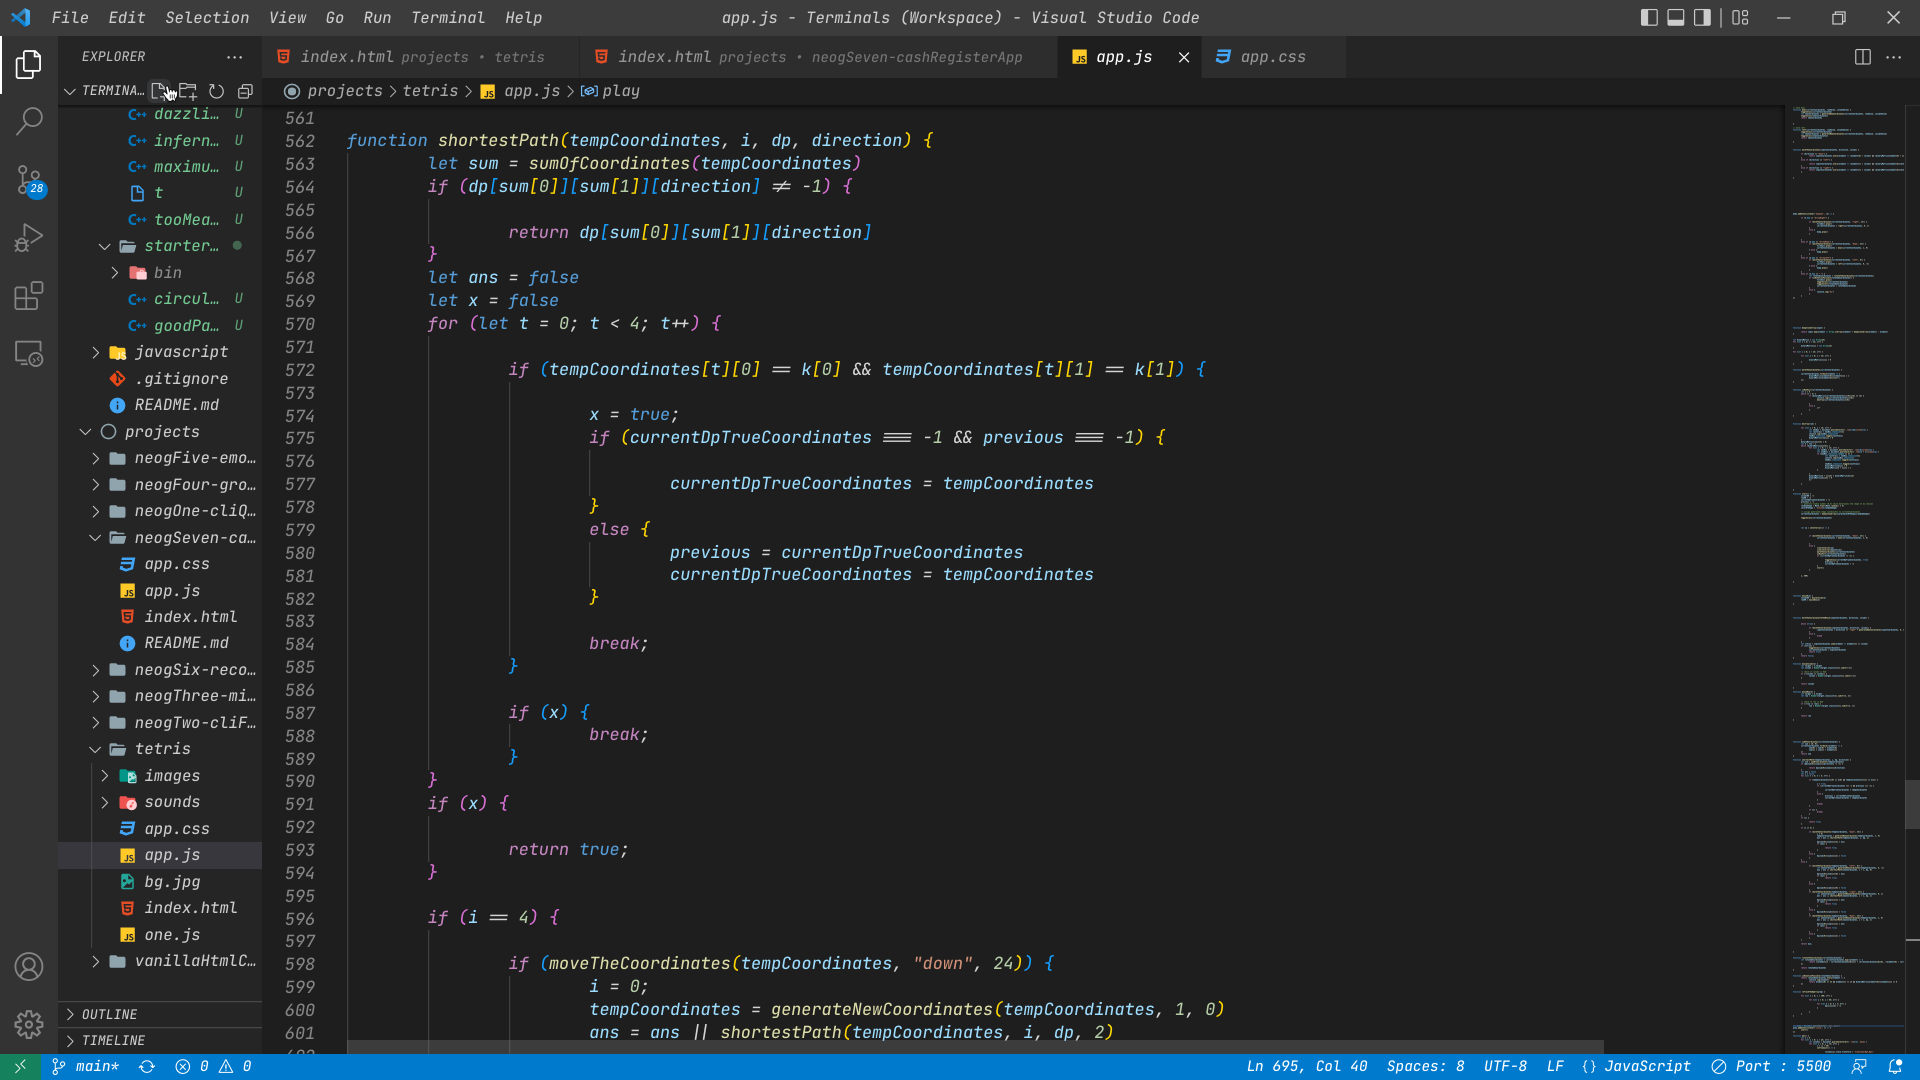 File Edit Selection View Go Run Terminal Help
app.js - Terminals (Workspace) - Visual Studio Code
EXPLORER
TERMINA...
dazzli... U
infern... U
maximu... U
t U
tooMea... U
starter...
bin
circul... U
goodPa... U
javascript
.gitignore
README.md
projects
neogFive-emo...
neogFour-gro...
neogOne-cliQ...
neogSeven-ca...
app.css
app.js
index.html
README.md
neogSix-reco...
neogThree-mi...
neogTwo-cliF...
tetris
images
sounds
app.css
app.js
bg.jpg
index.html
one.js
vanillaHtmlC...
OUTLINE
TIMELINE
28
index.html projects • tetris
index.html projects • neogSeven-cashRegisterApp
app.js
app.css
projects > tetris > app.js > play
561
562 function shortestPath(tempCoordinates, i, dp, direction) {
563 let sum = sumOfCoordinates(tempCoordinates)
564 if (dp[sum[0]][sum[1]][direction] != -1) {
565
566 return dp[sum[0]][sum[1]][direction]
567 }
568 let ans = false
569 let x = false
570 for (let t = 0; t < 4; t++) {
571
572 if (tempCoordinates[t][0] == k[0] && tempCoordinates[t][1] == k[1]) {
573
574 x = true;
575 if (currentDpTrueCoordinates === -1 && previous === -1) {
576
577 currentDpTrueCoordinates = tempCoordinates
578 }
579 else {
580 previous = currentDpTrueCoordinates
581 currentDpTrueCoordinates = tempCoordinates
582 }
583
584 break;
585 }
586
587 if (x) {
588 break;
589 }
590 }
591 if (x) {
592
593 return true;
594 }
595
596 if (i == 4) {
597
598 if (moveTheCoordinates(tempCoordinates, "down", 24)) {
599 i = 0;
600 tempCoordinates = generateNewCoordinates(tempCoordinates, 1, 0)
601 ans = ans || shortestPath(tempCoordinates, i, dp, 2)
main* 0 0
Ln 695, Col 40 Spaces: 8 UTF-8 LF {} JavaScript Port : 5500